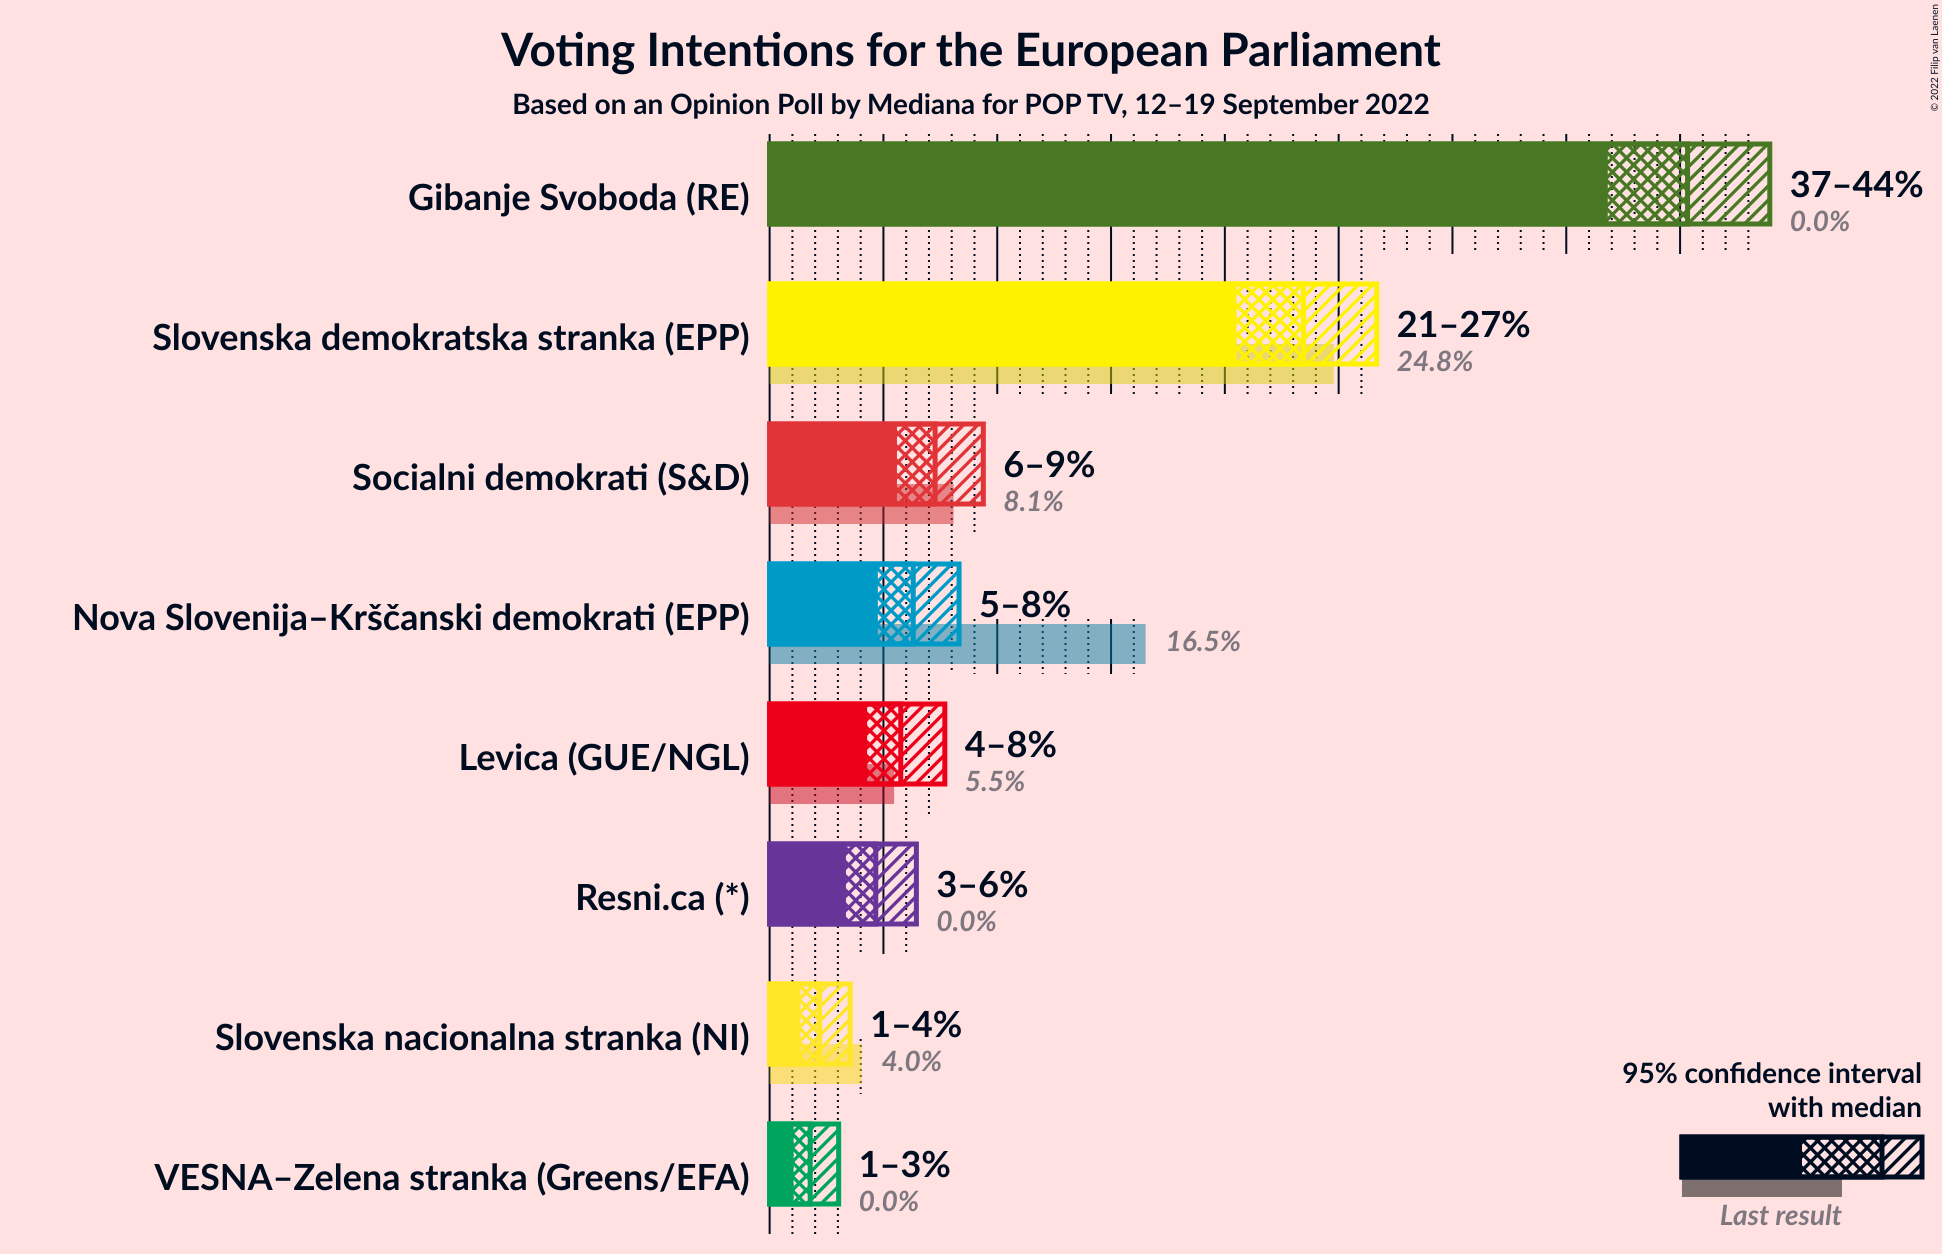 Voting Intentions for the European Parliament
Based on an Opinion Poll by Mediana for POP TV, 12–19 September 2022
© 2022 Filip van Laenen
Gibanje Svoboda (RE)
37–44%
0.0%
Slovenska demokratska stranka (EPP)
21–27%
24.8%
Socialni demokrati (S&D)
6–9%
8.1%
Nova Slovenija–Krščanski demokrati (EPP)
5–8%
16.5%
Levica (GUE/NGL)
4–8%
5.5%
Resni.ca (*)
3–6%
0.0%
Slovenska nacionalna stranka (NI)
1–4%
4.0%
VESNA–Zelena stranka (Greens/EFA)
1–3%
0.0%
95% confidence interval
with median
Last result